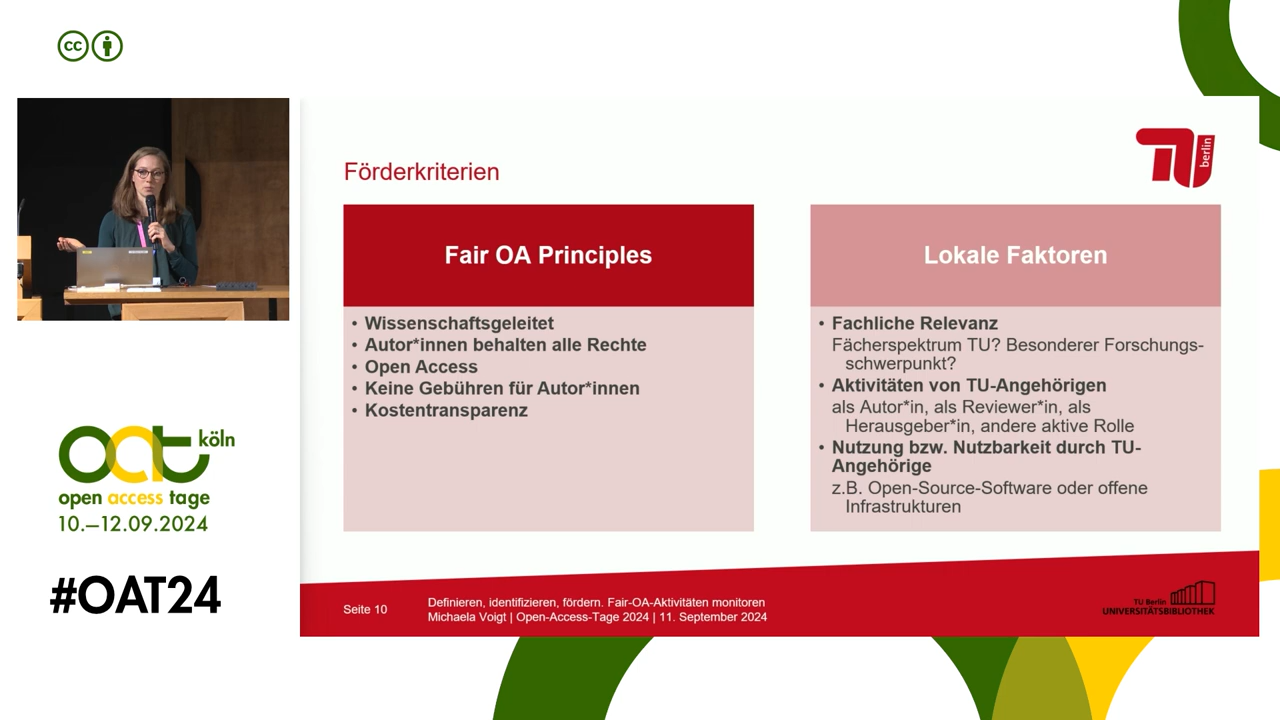 cc
berlin
Förderkriterien
Fair OA Principles
• Wissenschaftsgeleitet
• Autor*innen behalten alle Rechte
• Open Access
• Keine Gebühren für Autor*innen
• Kostentransparenz
Lokale Faktoren
• Fachliche Relevanz
Fächerspektrum TU? Besonderer Forschungs-
schwerpunkt?
• Aktivitäten von TU-Angehörigen
als Autor*in, als Reviewer*in, als
Herausgeber*in, andere aktive Rolle
• Nutzung bzw. Nutzbarkeit durch TU-
Angehörige
z.B. Open-Source-Software oder offene
Infrastrukturen
oat köln
open access tage
10.–12.09.2024
#OAT24
Seite 10
Definieren, identifizieren, fördern. Fair-OA-Aktivitäten monitoren
Michaela Voigt | Open-Access-Tage 2024 | 11. September 2024
TU Berlin
UNIVERSITÄTSBIBLIOTHEK